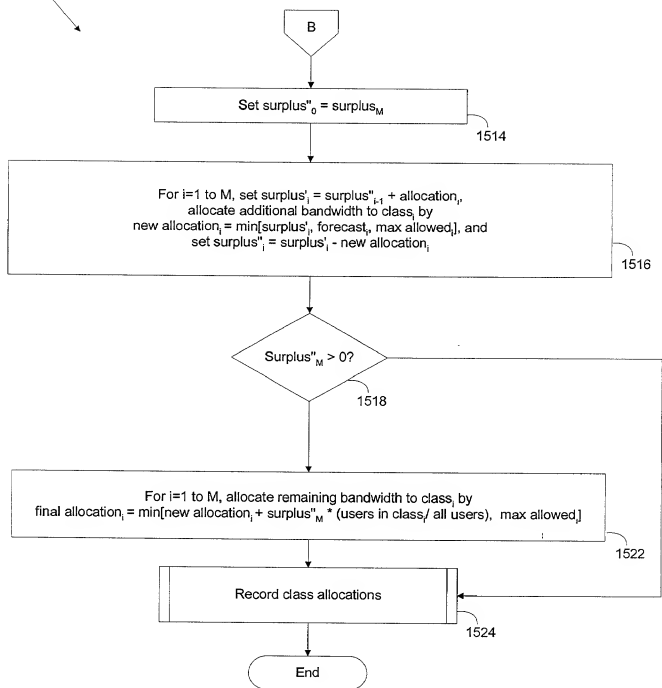 B
Set surplus"₀ = surplus_M
1514
For i=1 to M, set surplus'ᵢ = surplus"ᵢ₋₁ + allocationᵢ,
allocate additional bandwidth to classᵢ by
new allocationᵢ = min[surplus'ᵢ, forecastᵢ, max allowedᵢ], and
set surplus"ᵢ = surplus'ᵢ - new allocationᵢ
1516
Surplus"_M > 0?
1518
For i=1 to M, allocate remaining bandwidth to classᵢ by
final allocationᵢ = min[new allocationᵢ + surplus"_M * (users in classᵢ/ all users), max allowedᵢ]
1522
Record class allocations
1524
End